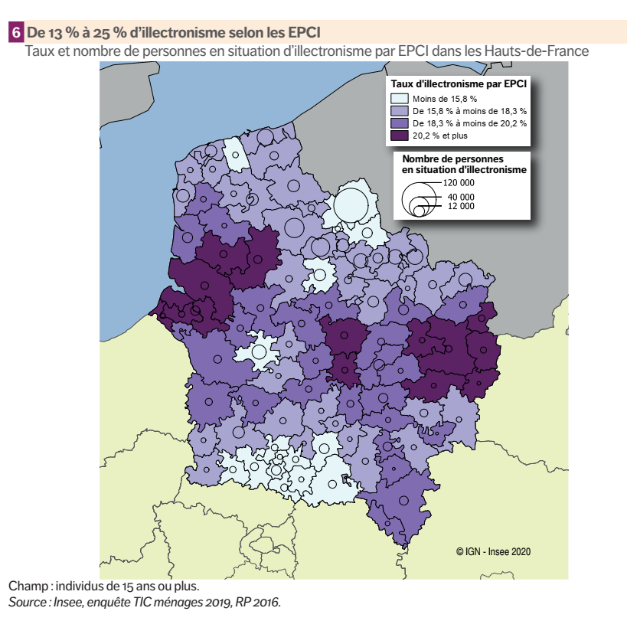 6 De 13 % à 25 % d'illectronisme selon les EPCI
Taux et nombre de personnes en situation d'illectronisme par EPCI dans les Hauts-de-France
Taux d'illectronisme par EPCI
Moins de 15,8 %
De 15,8 % à moins de 18,3 %
De 18,3 % à moins de 20,2 %
20,2 % et plus
Nombre de personnes
en situation d'illectronisme
120 000
40 000
12 000
© IGN - Insee 2020
Champ : individus de 15 ans ou plus.
Source : Insee, enquête TIC ménages 2019, RP 2016.